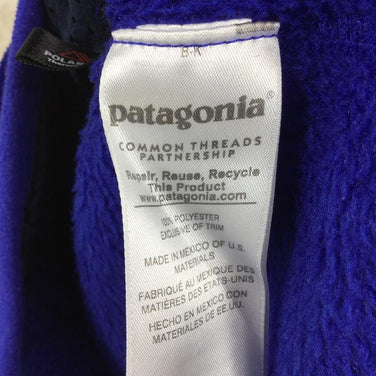 POLAR
8-K
patagonia®
COMMON THREADS
PARTNERSHIP
Repair, Reuse, Recycle
This Product
www.patagonia.com
100% POLYESTER
EXCLUSIVE OF TRIM
MADE IN MEXICO OF U.S.
MATERIALS
FABRIQUÉ AU MEXIQUE DES
MATIÈRES DES ÉTATS-UNIS
HECHO EN MÉXICO CON
MATERIALES DE EE.UU.